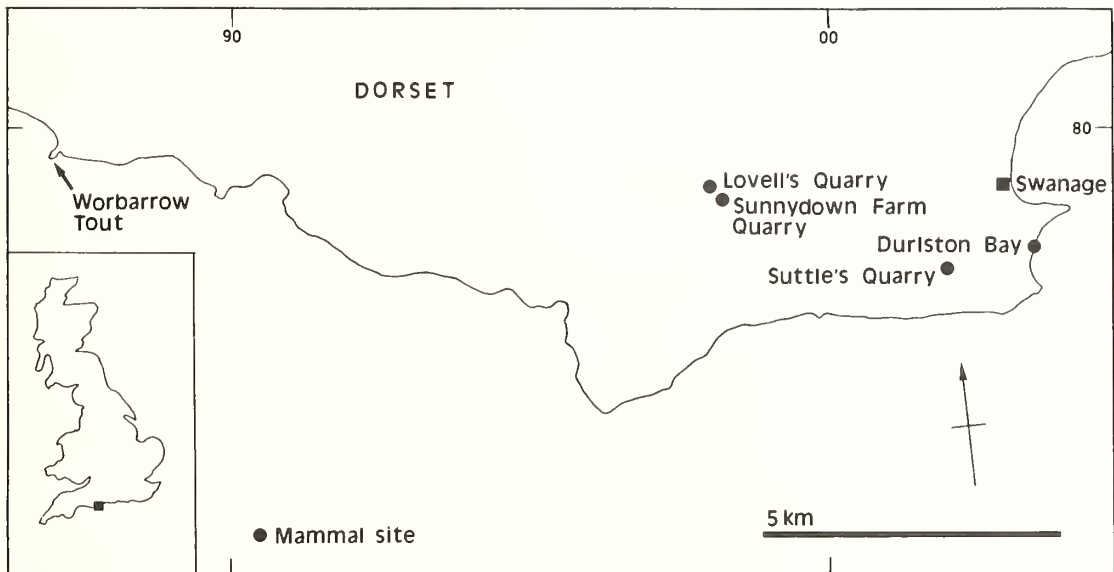 90
00
DORSET
80
Lovell's Quarry
Swanage
Worbarrow
Tout
Sunnydown Farm
Quarry
Durlston Bay
Suttle's Quarry
5 km
Mammal site